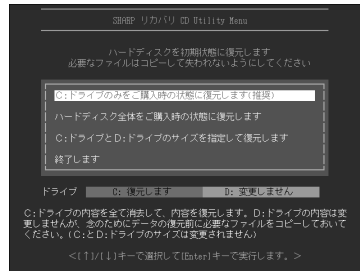 SHARP リカバリ CD Utility Menu
ハードディスクを初期状態に復元します
必要なファイルはコピーして失われないようにしてください
C:ドライブのみをご購入時の状態に復元します(推奨)
ハードディスク全体をご購入時の状態に復元します
C:ドライブとD:ドライブのサイズを指定して復元します
終了します
ドライブ C: 復元します D: 変更しません
C:ドライブの内容を全て消去して、内容を復元します。D:ドライブの内容は変
更しませんが、念のためにデータの復元前に必要なファイルをコピーしておいて
ください。(C:とD:ドライブのサイズは変更されません)
<[↑]/[↓]キーで選択して[Enter]キーで実行します。>